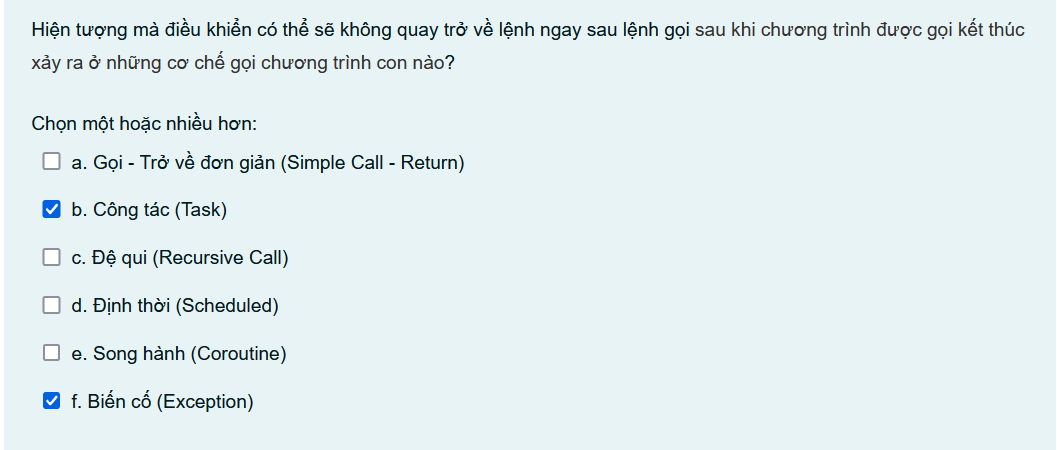 Hiện tượng mà điều khiển có thể sẽ không quay trở về lệnh ngay sau lệnh gọi sau khi chương trình được gọi kết thúc
xảy ra ở những cơ chế gọi chương trình con nào?
Chọn một hoặc nhiều hơn:
a. Gọi - Trở về đơn giản (Simple Call - Return)
b. Công tác (Task)
c. Đệ qui (Recursive Call)
d. Định thời (Scheduled)
e. Song hành (Coroutine)
f. Biến cố (Exception)